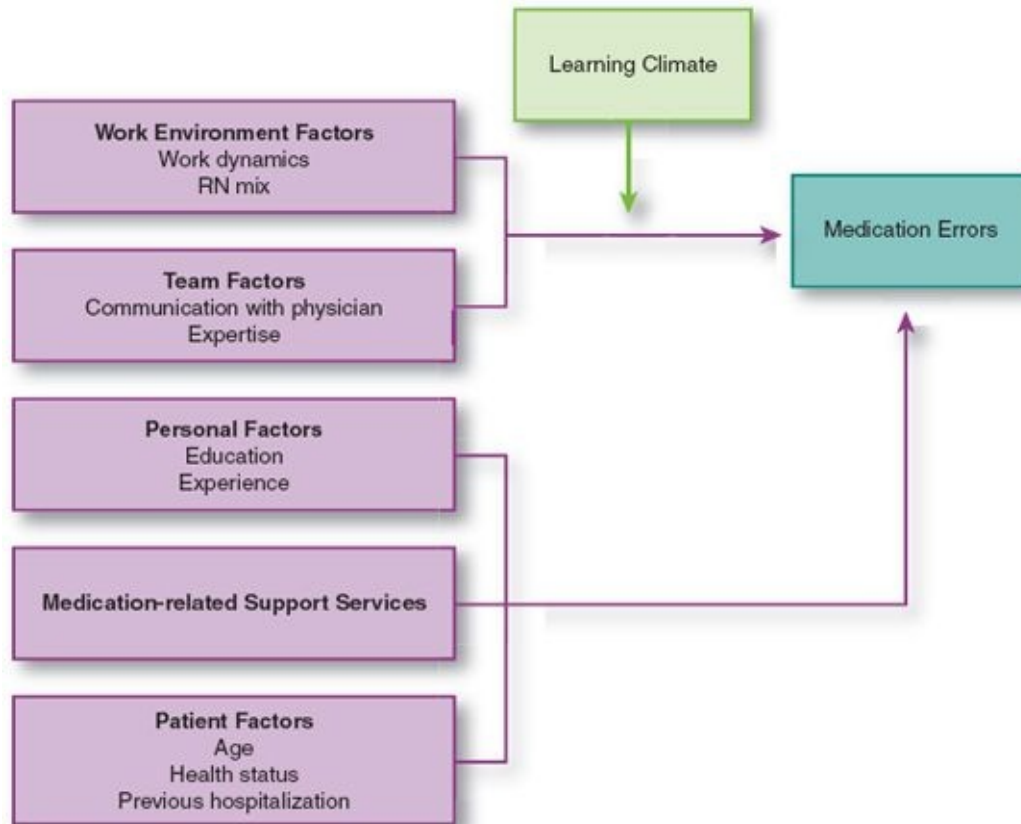 Learning Climate
Work Environment Factors
Work dynamics
RN mix
Medication Errors
Team Factors
Communication with physician
Expertise
Personal Factors
Education
Experience
Medication-related Support Services
Patient Factors
Age
Health status
Previous hospitalization